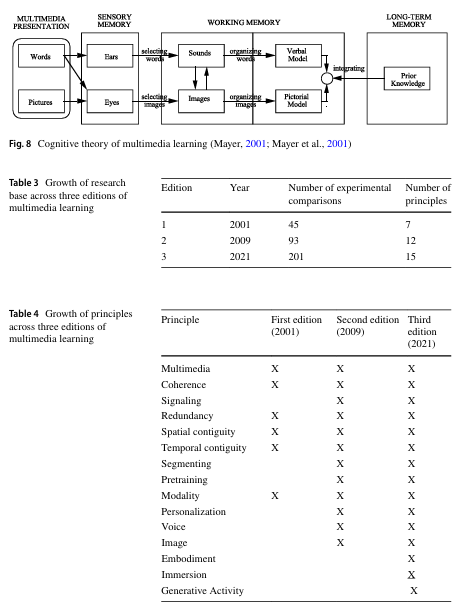 MULTIMEDIA PRESENTATION
SENSORY MEMORY
WORKING MEMORY
LONG-TERM MEMORY
Words
Ears
selecting words
Sounds
organizing words
Verbal Model
integrating
Prior Knowledge
Pictures
Eyes
selecting images
Images
organizing images
Pictorial Model
Fig. 8 Cognitive theory of multimedia learning (Mayer, 2001; Mayer et al., 2001)
Table 3 Growth of research base across three editions of multimedia learning
Edition Year Number of experimental comparisons Number of principles
1 2001 45 7
2 2009 93 12
3 2021 201 15
Table 4 Growth of principles across three editions of multimedia learning
Principle First edition (2001) Second edition (2009) Third edition (2021)
Multimedia X X X
Coherence X X X
Signaling X X
Redundancy X X X
Spatial contiguity X X X
Temporal contiguity X X X
Segmenting X X
Pretraining X X
Modality X X X
Personalization X X
Voice X X
Image X X
Embodiment X
Immersion X
Generative Activity X